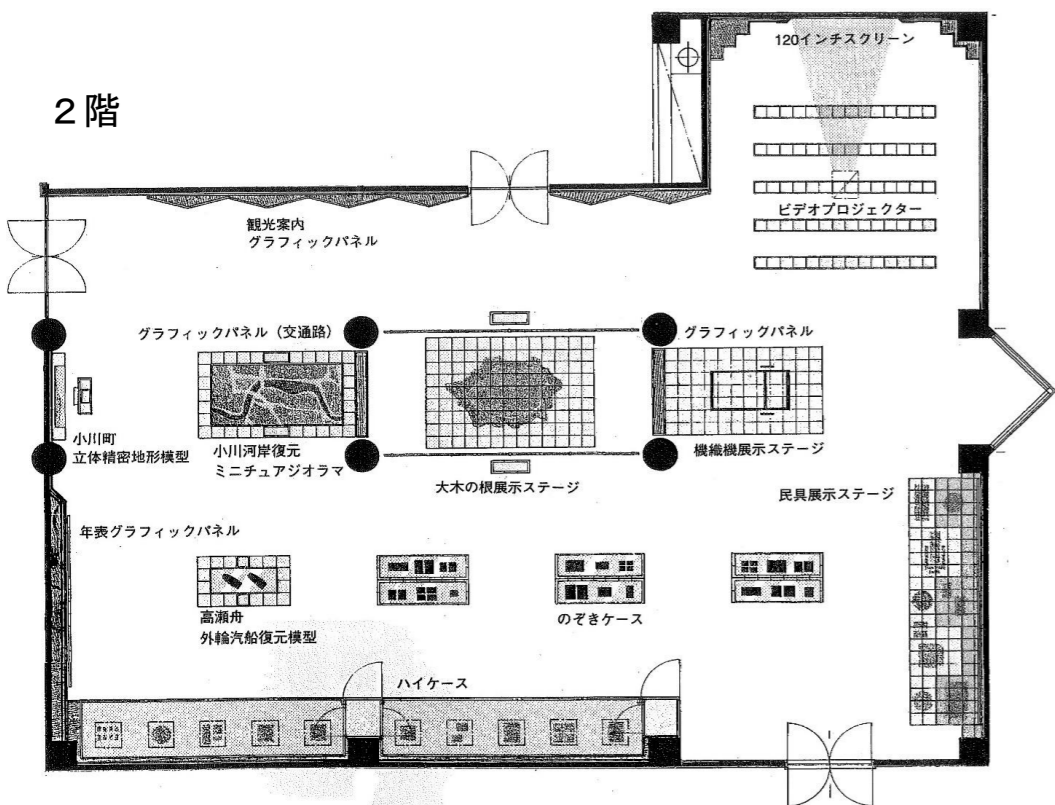 120インチスクリーン
2階
ビデオプロジェクター
観光案内
グラフィックパネル
グラフィックパネル（交通路）
グラフィッグパネル
小川町
立体精密地形模型
小川河岸復元
ミニチュアジオラマ
大木の根展示ステージ
機織機展示ステージ
民具展示ステージ
年表グラフィックパネル
高瀬舟
外輪汽船復元模型
のぞきケース
ハイケース